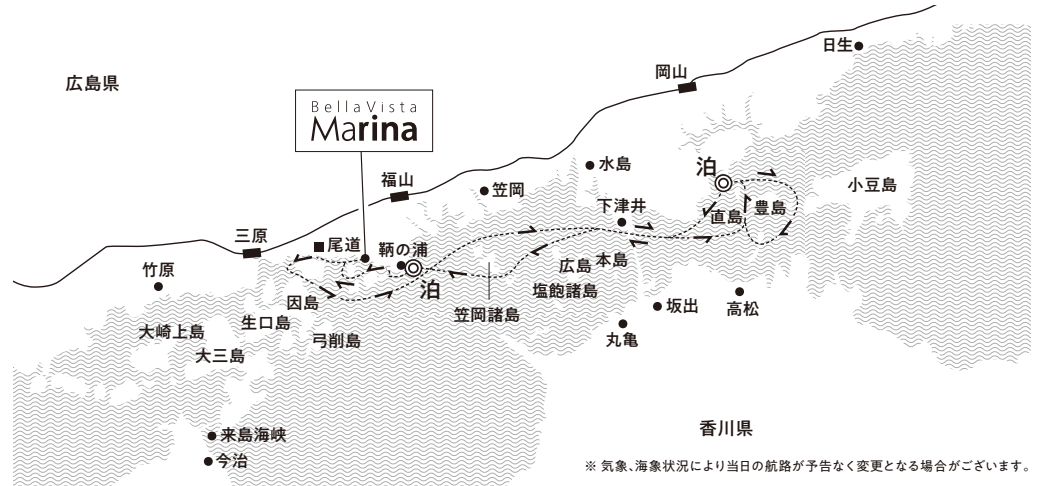 日生
岡山
広島県
BellaVista
Marina
水島
泊
福山
笠岡
小豆島
下津井
豊島
直島
三原
尾道
鞆の浦
本島
広島
竹原
泊
塩飽諸島
因島
笠岡諸島
坂出
高松
生口島
大崎上島
弓削島
丸亀
大三島
香川県
来島海峡
今治
※ 気象、海象状況により当日の航路が予告なく変更となる場合がございます。